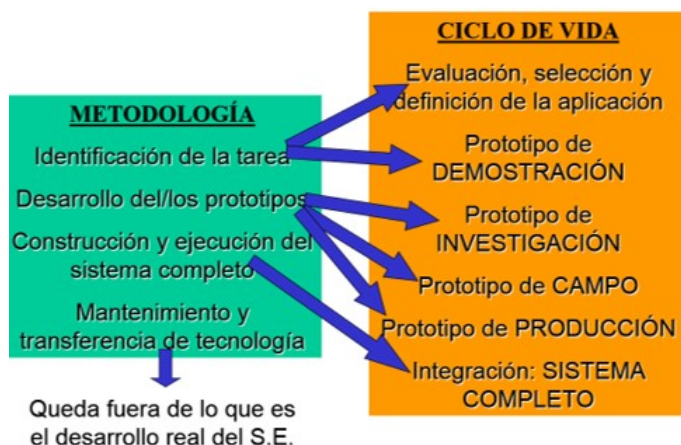 METODOLOGÍA
Identificación de la tarea
Desarrollo del/los prototipos
Construcción y ejecución del
sistema completo
Mantenimiento y
transferencia de tecnología
Queda fuera de lo que es
el desarrollo real del S.E.
CICLO DE VIDA
Evaluación, selección y
definición de la aplicación
Prototipo de
DEMOSTRACIÓN
Prototipo de
INVESTIGACIÓN
Prototipo de CAMPO
Prototipo de PRODUCCIÓN
Integración: SISTEMA
COMPLETO